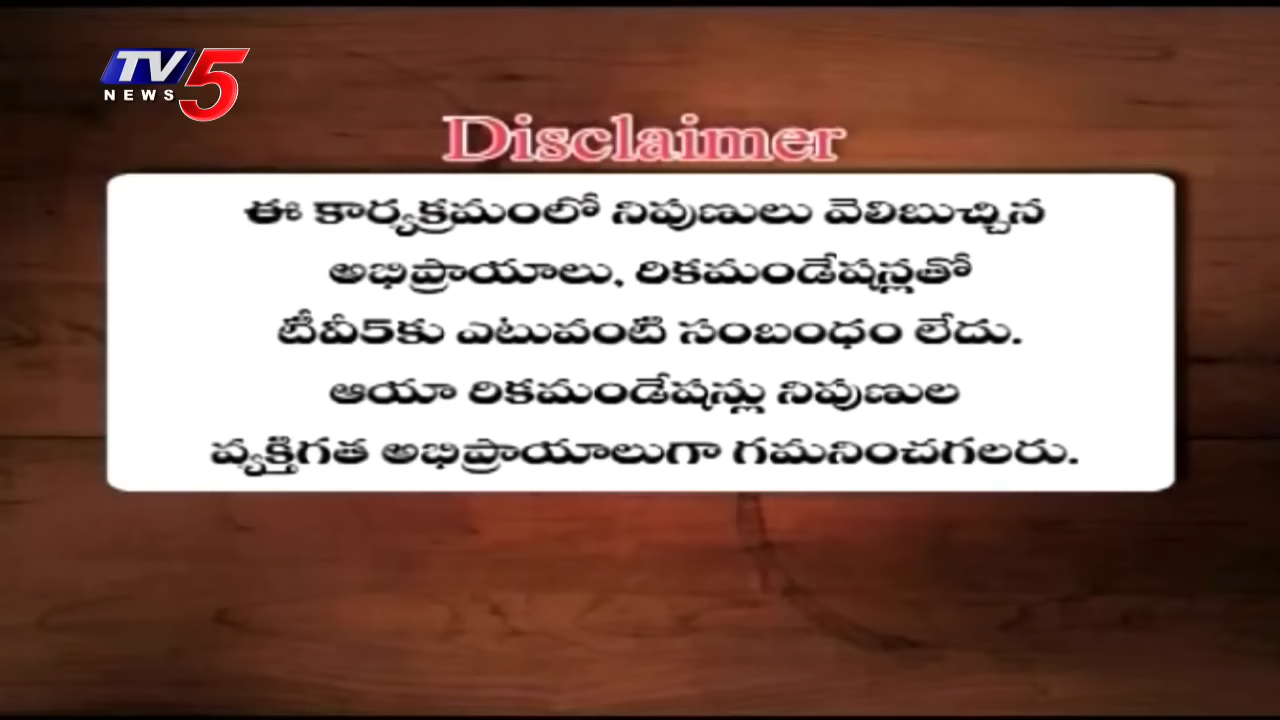 TV5
NEWS
Disclaimer
ఈ కార్యక్రమంలో నిపుణులు వెలిబుచ్చిన
అభిప్రాయాలు, రికమండేషన్లతో
టీవీ5కు ఎటువంటి సంబంధం లేదు.
ఆయా రికమండేషన్లు నిపుణుల
వ్యక్తిగత అభిప్రాయాలుగా గమనించగలరు.